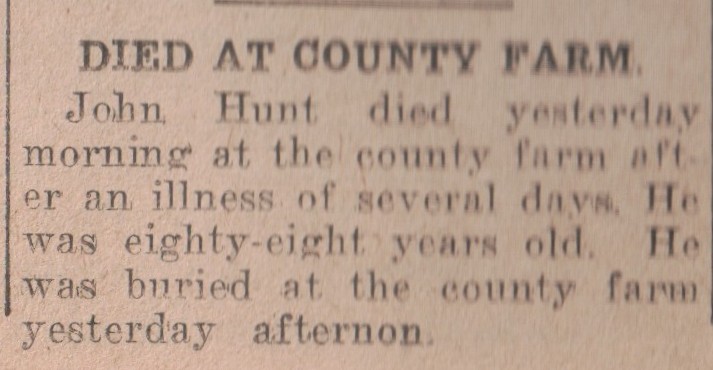 DIED AT COUNTY FARM.
John Hunt died yesterday
morning at the county farm aft-
er an illness of several days. He
was eighty-eight years old. He
was buried at the county farm
yesterday afternon.